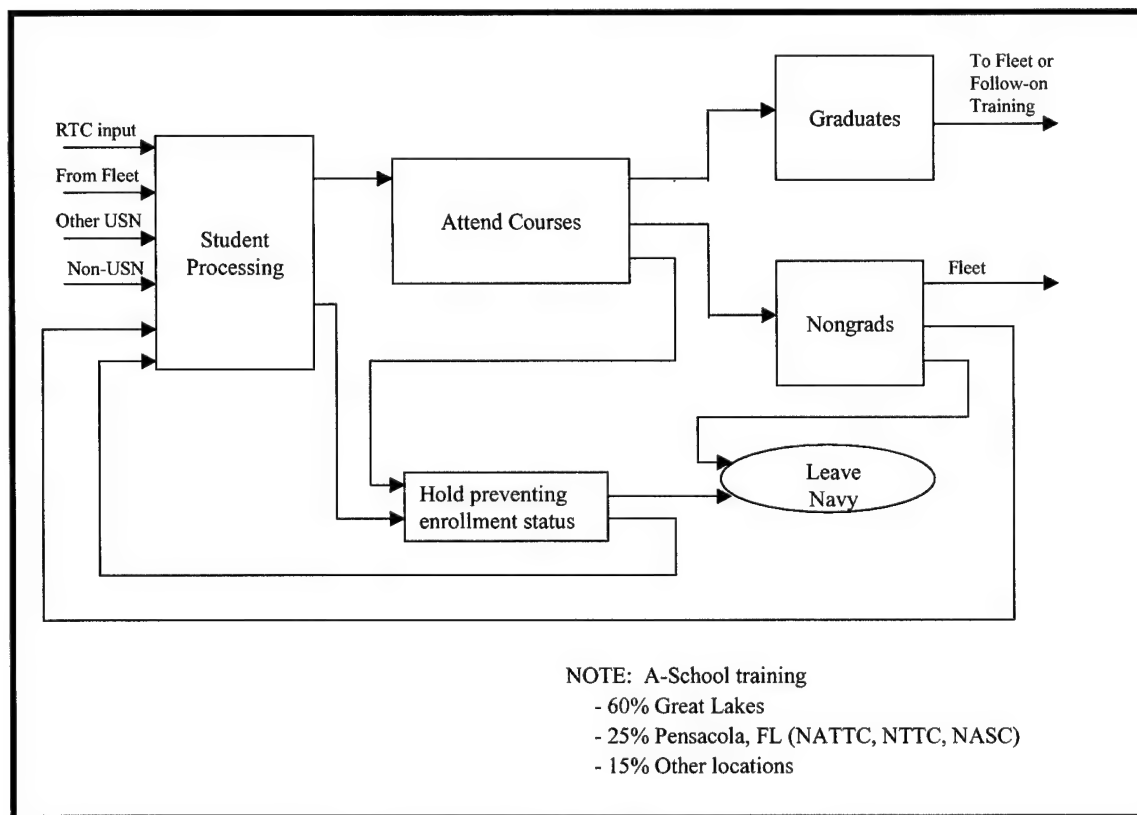 RTC input
From Fleet
Other USN
Non-USN
Student
Processing
Attend Courses
Graduates
To Fleet or
Follow-on
Training
Nongrads
Fleet
Hold preventing
enrollment status
Leave
Navy
NOTE: A-School training
- 60% Great Lakes
- 25% Pensacola, FL (NATTC, NTTC, NASC)
- 15% Other locations